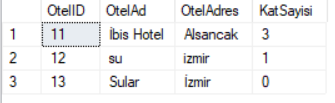 OtelID OtelAd OtelAdres KatSayisi
1 11 İbis Hotel Alsancak 3
2 12 su izmir 1
3 13 Sular İzmir 0